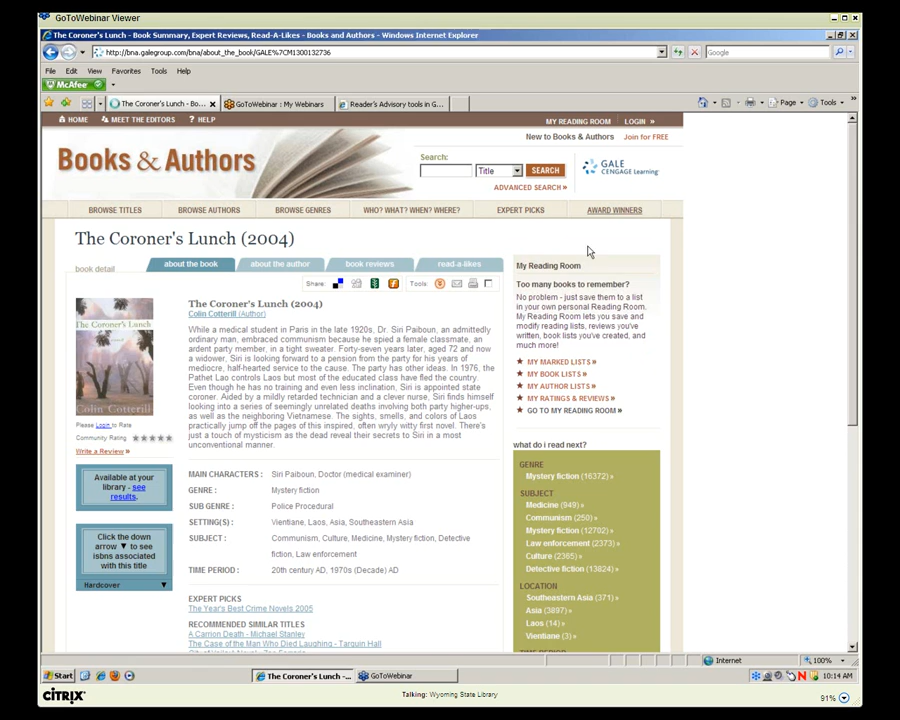 GoToWebinar Viewer
The Coroner's Lunch - Book Summary, Expert Reviews, Read-A-Likes - Books and Authors - Windows Internet Explorer
http://bna.galegroup.com/bna/about_the_book/GALE%7CM1300132736
Google
File Edit View Favorites Tools Help
McAfee
The Coroner's Lunch - Bo... GoToWebinar : My Webinars Reader's Advisory tools in G...
Page Tools
HOME MEET THE EDITORS ? HELP MY READING ROOM LOGIN »
New to Books & Authors Join for FREE
Books & Authors
Search:
Title SEARCH
GALE
CENGAGE Learning
ADVANCED SEARCH »
BROWSE TITLES BROWSE AUTHORS BROWSE GENRES WHO? WHAT? WHEN? WHERE? EXPERT PICKS AWARD WINNERS
The Coroner's Lunch (2004)
book detail about the book about the author book reviews read-a-likes
Share: Tools:
The Coroner's Lunch (2004)
Colin Cotterill (Author)
While a medical student in Paris in the late 1920s, Dr. Siri Paiboun, an admittedly
ordinary man, embraced communism because he spied a female classmate, an
ardent party member, in a tight sweater. Forty-seven years later, aged 72 and now
a widower, Siri is looking forward to a pension from the party for his years of
mediocre, half-hearted service to the cause. The party has other ideas. In 1976, the
Pathet Lao controls Laos but most of the educated class have fled the country.
Even though he has no training and even less inclination, Siri is appointed state
coroner. Aided by a mildly retarded technician and a clever nurse, Siri finds himself
looking into a series of seemingly unrelated deaths involving both party higher-ups,
as well as the neighboring Vietnamese. The sights, smells, and colors of Laos
practically jump off the pages of this inspired, often wryly witty first novel. There's
just a touch of mysticism as the dead reveal their secrets to Siri in a most
unconventional manner.
The Coroner's Lunch
Colin Cotterill
Please Login to Rate
Community Rating
Write a Review »
Available at your
library - see
results.
Click the down
arrow ▼ to see
isbns associated
with this title
Hardcover ▼
MAIN CHARACTERS : Siri Paiboun, Doctor (medical examiner)
GENRE : Mystery fiction
SUB GENRE : Police Procedural
SETTING(S) : Vientiane, Laos, Asia, Southeastern Asia
SUBJECT : Communism, Culture, Medicine, Mystery fiction, Detective
fiction, Law enforcement
TIME PERIOD : 20th century AD, 1970s (Decade) AD
EXPERT PICKS
The Year's Best Crime Novels 2005
RECOMMENDED SIMILAR TITLES
A Carrion Death - Michael Stanley
The Case of the Man Who Died Laughing - Tarquin Hall
My Reading Room
Too many books to remember?
No problem - just save them to a list
in your own personal Reading Room.
My Reading Room lets you save and
modify reading lists, reviews you've
written, book lists you've created, and
much more!
★ MY MARKED LISTS »
★ MY BOOK LISTS »
★ MY AUTHOR LISTS »
★ MY RATINGS & REVIEWS »
★ GO TO MY READING ROOM »
what do i read next?
GENRE
Mystery fiction (16372) »
SUBJECT
Medicine (949) »
Communism (250) »
Mystery fiction (12702) »
Law enforcement (2373) »
Culture (2365) »
Detective fiction (13824) »
LOCATION
Southeastern Asia (371) »
Asia (3897) »
Laos (14) »
Vientiane (3) »
Internet 100%
Start The Coroner's Lunch -... GoToWebinar 10:14 AM
CITRIX Talking: Wyoming State Library 91%